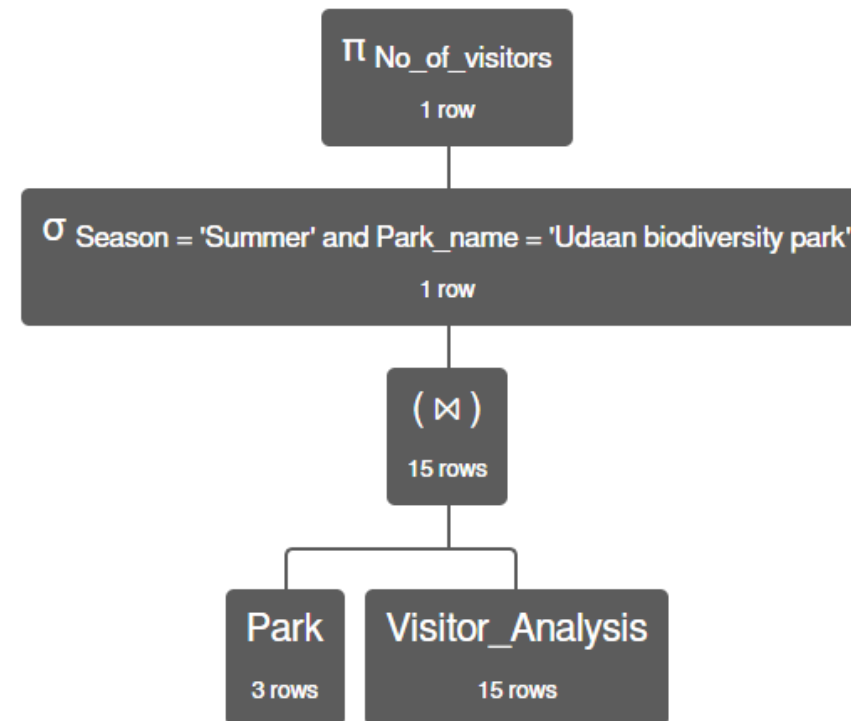 π No_of_visitors
1 row
σ Season = 'Summer' and Park_name = 'Udaan biodiversity park'
1 row
( ⋈ )
15 rows
Park
3 rows
Visitor_Analysis
15 rows